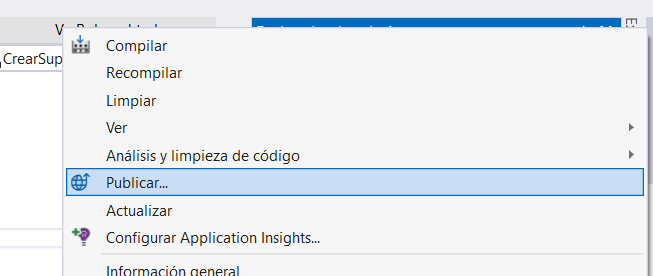 CrearSup
Compilar
Recompilar
Limpiar
Ver
Análisis y limpieza de código
Publicar...
Actualizar
Configurar Application Insights...
Información general